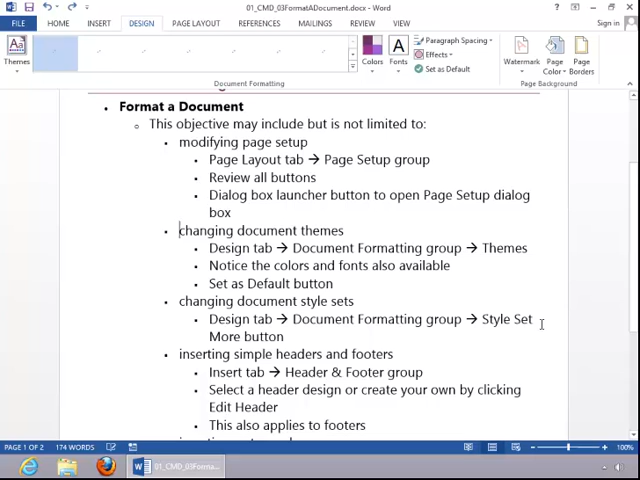 01_CMD_03FormatADocument.docx - Word
FILE HOME INSERT DESIGN PAGE LAYOUT REFERENCES MAILINGS REVIEW VIEW Sign in
Themes
Colors
Fonts
Paragraph Spacing
Effects
Set as Default
Watermark
Page Color
Page Borders
Document Formatting
Page Background
Format a Document
This objective may include but is not limited to:
modifying page setup
Page Layout tab → Page Setup group
Review all buttons
Dialog box launcher button to open Page Setup dialog
box
changing document themes
Design tab → Document Formatting group → Themes
Notice the colors and fonts also available
Set as Default button
changing document style sets
Design tab → Document Formatting group → Style Set
More button
inserting simple headers and footers
Insert tab → Header & Footer group
Select a header design or create your own by clicking
Edit Header
This also applies to footers
PAGE 1 OF 2 174 WORDS 100%
01_CMD_03Forma...